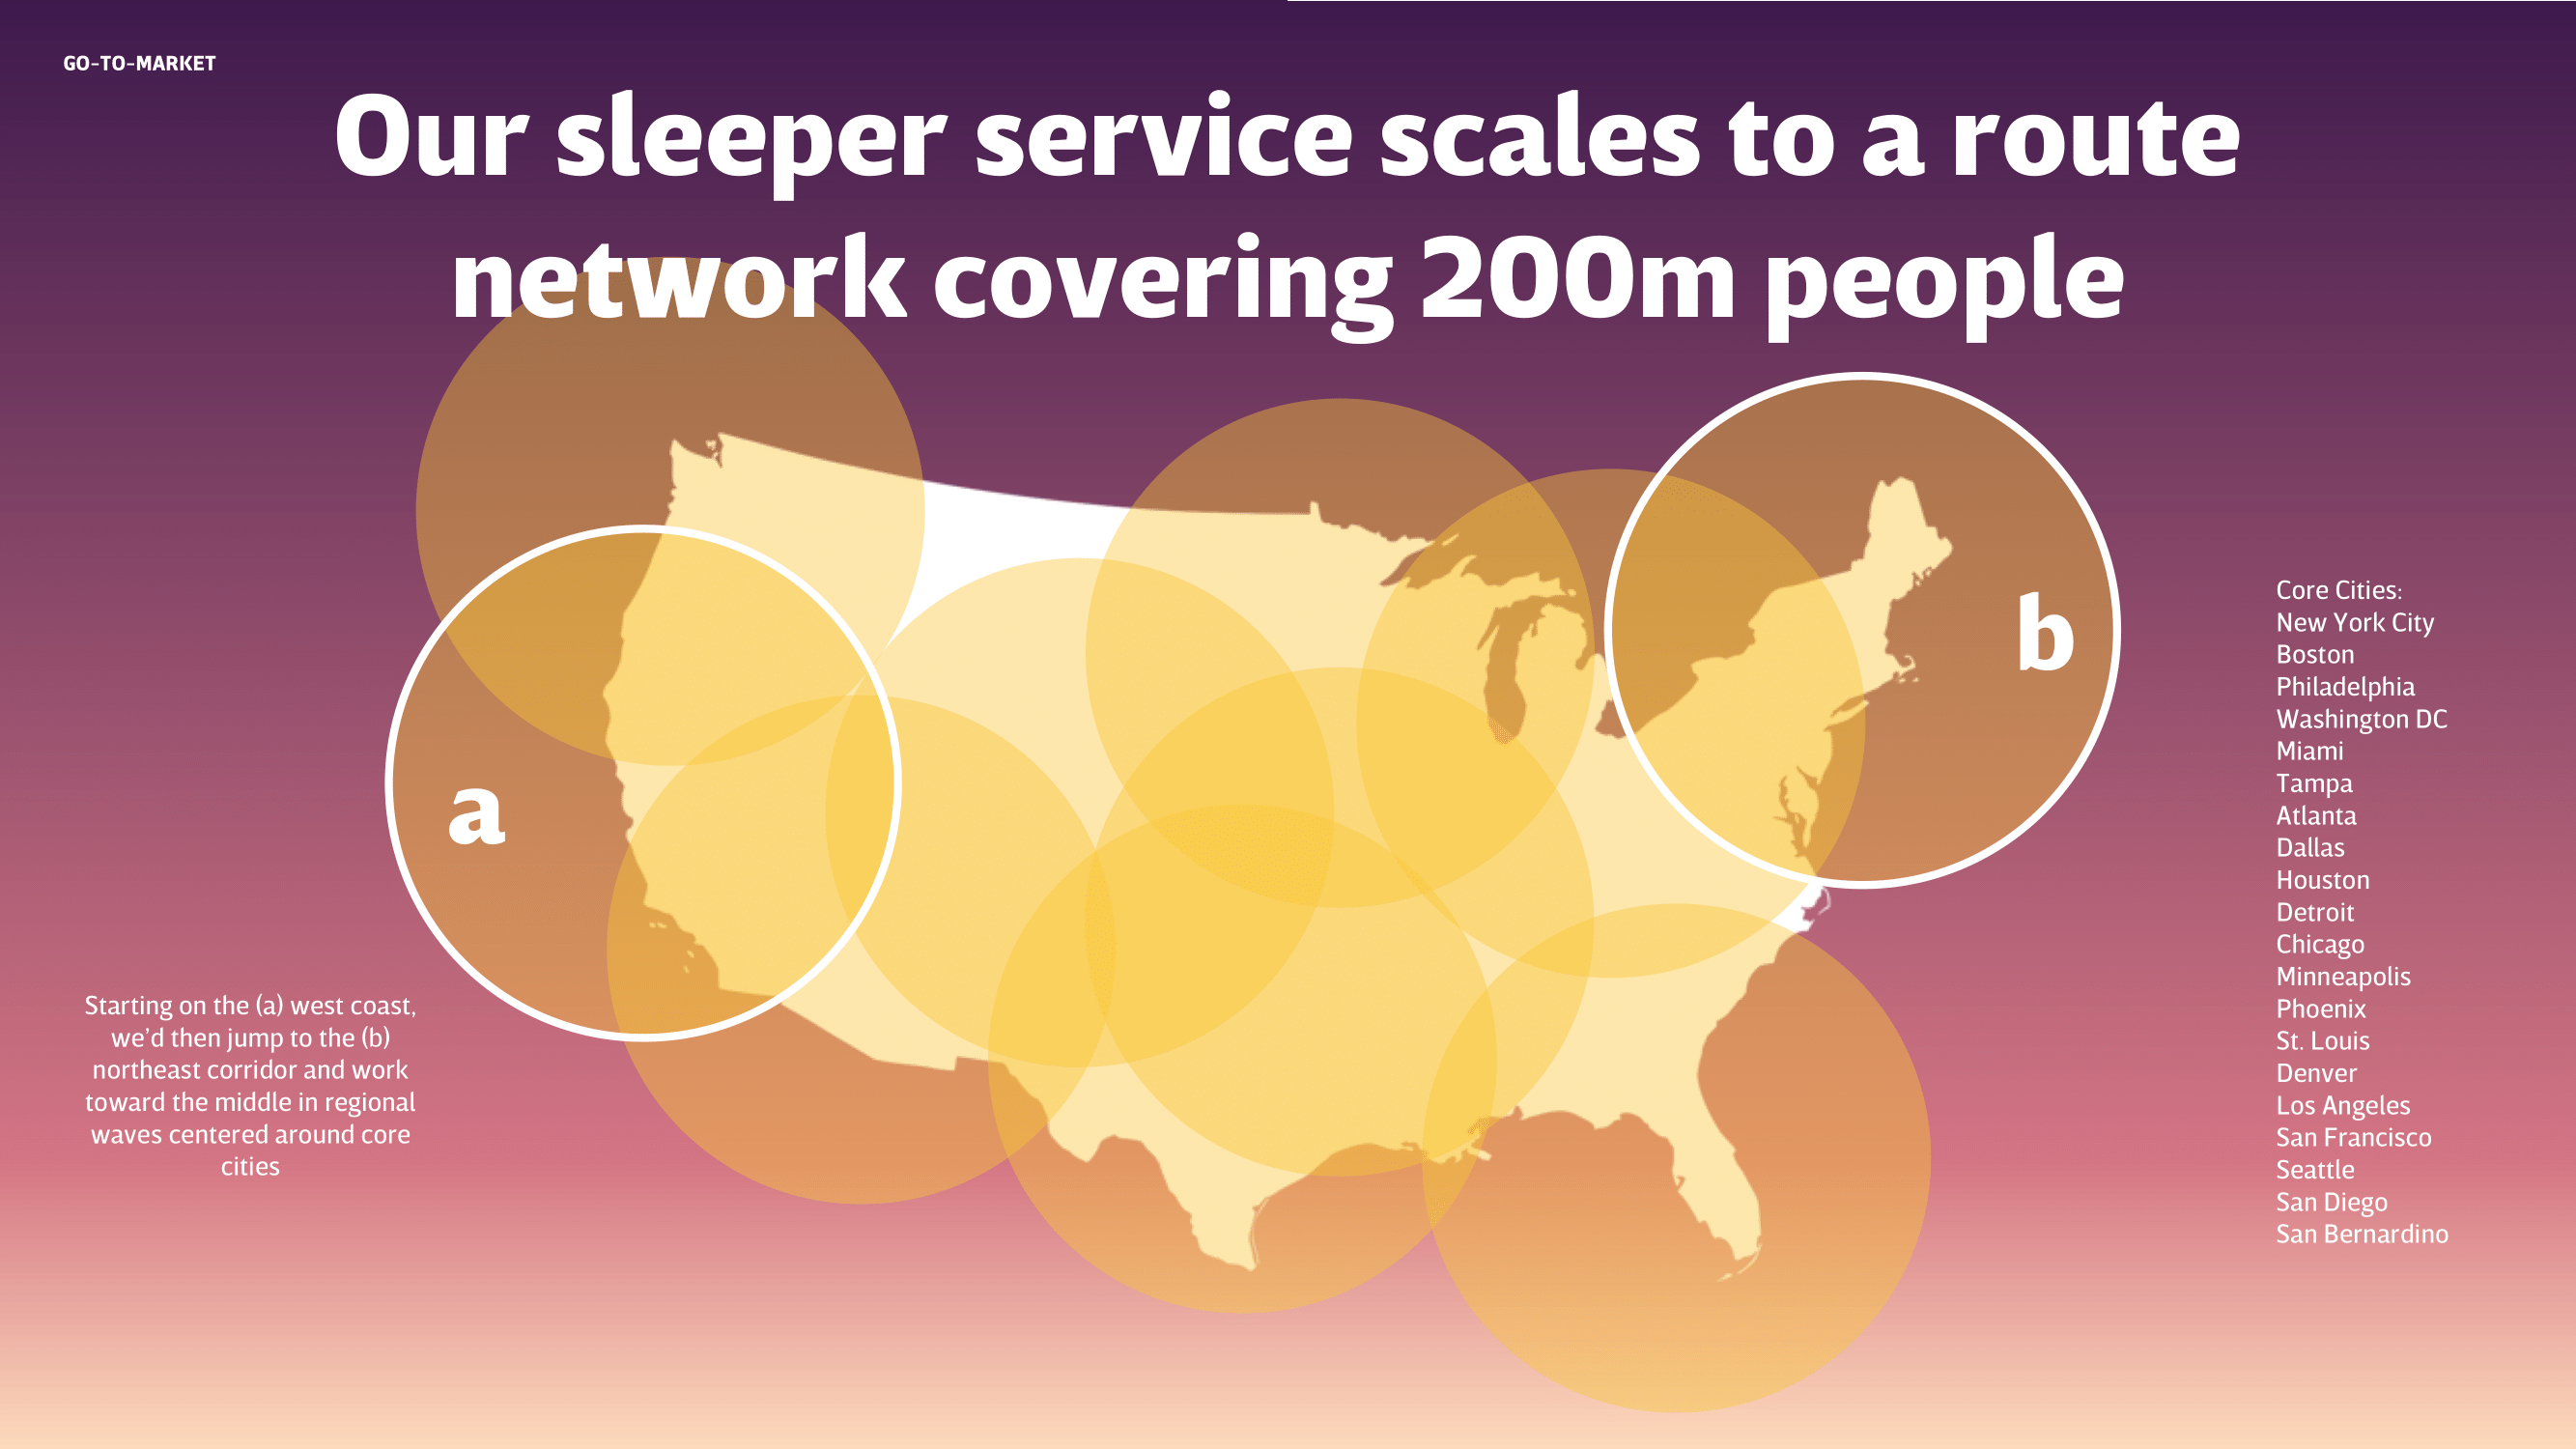 GO-TO-MARKET
Our sleeper service scales to a route
network covering 200m people
a
b
Starting on the (a) west coast,
we’d then jump to the (b)
northeast corridor and work
toward the middle in regional
waves centered around core
cities
Core Cities:
New York City
Boston
Philadelphia
Washington DC
Miami
Tampa
Atlanta
Dallas
Houston
Detroit
Chicago
Minneapolis
Phoenix
St. Louis
Denver
Los Angeles
San Francisco
Seattle
San Diego
San Bernardino